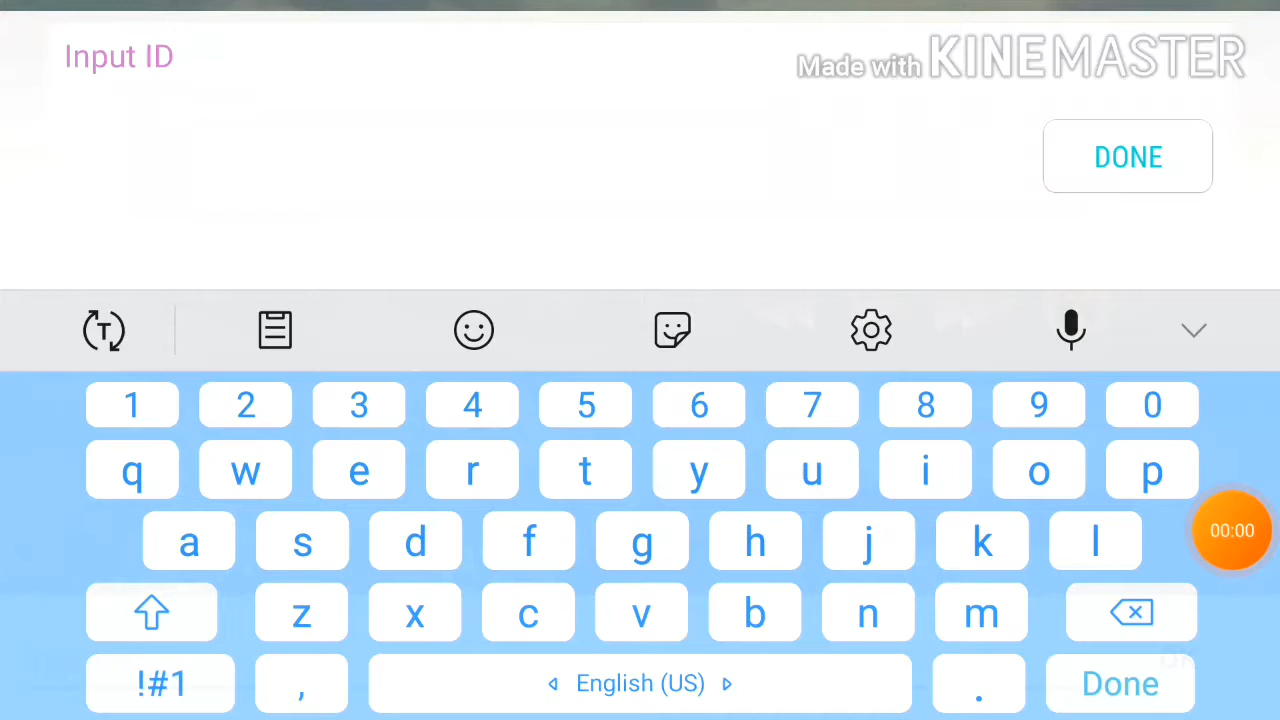 Input ID
Made with KINEMASTER
DONE
T
1 2 3 4 5 6 7 8 9 0
q w e r t y u i o p
a s d f g h j k l
00:00
z x c v b n m
!#1 , English (US) . Done